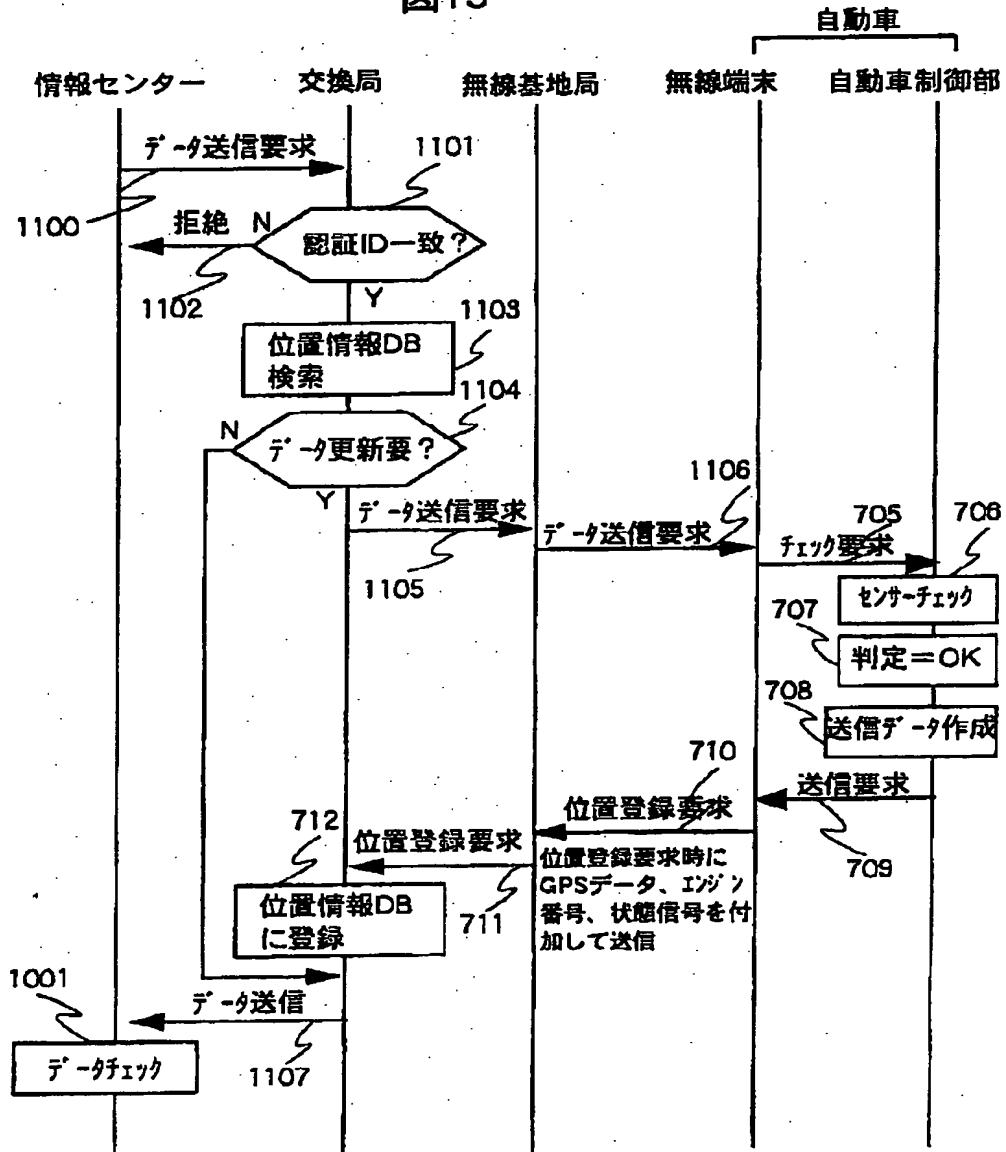 自動車
情報センター 交換局 無線基地局 無線端末 自動車制御部
データ送信要求
1101
1100
拒絶 N
認証ID一致?
1102
Y
1103
位置情報DB
検索
1104
N
データ更新要?
Y
1106
データ送信要求
データ送信要求
705
706
チェック要求
1105
センサーチェック
707
判定=OK
708
送信データ作成
710
送信要求
712
位置登録要求
709
位置登録要求
位置登録要求時に
GPSデータ、エンジン
番号、状態信号を付
加して送信
711
位置情報DB
に登録
1001
データ送信
データチェック
1107